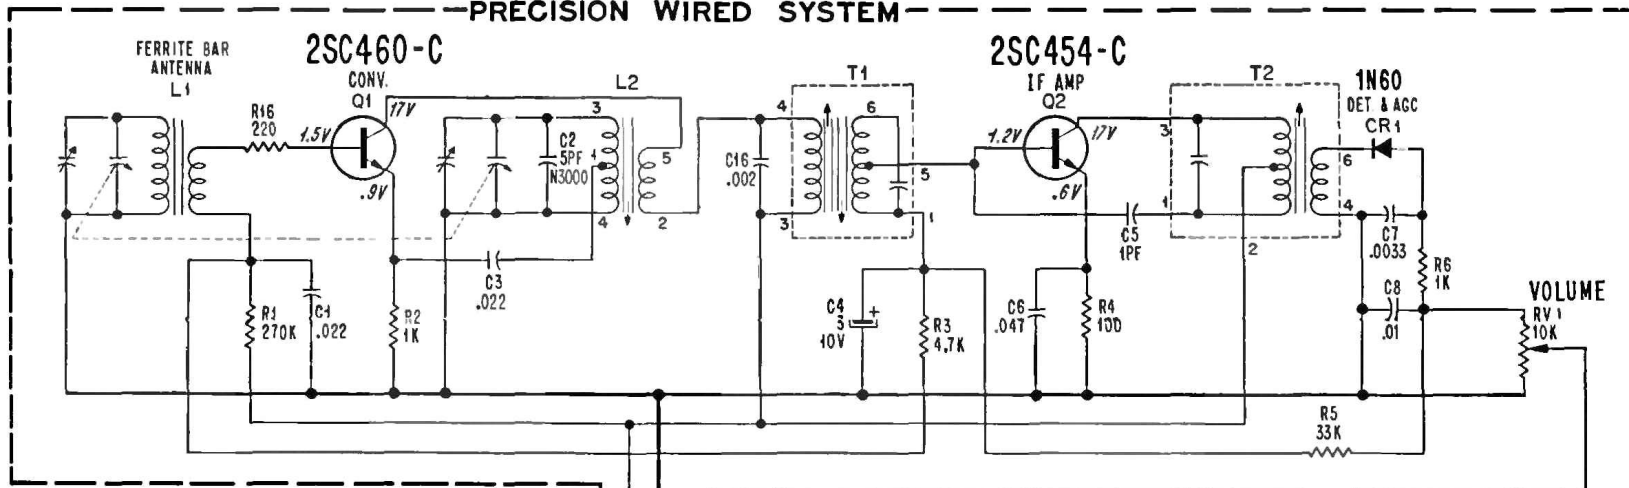 PRECISION WIRED SYSTEM
FERRITE BAR
ANTENNA
L1
R16
220
2SC460-C
CONV.
Q1
17V
1.5V
.9V
C2
5PF
N3000
3
1
4
L2
5
2
C3
.022
R1
270K
C1
.022
R2
1K
C16
.002
T1
4
3
6
5
1
C4
3
10V
+
R3
4.7K
2SC454-C
IF AMP
Q2
1.2V
17V
.6V
C5
1PF
C6
.047
R4
100
T2
3
1
2
6
4
1N60
DET & AGC
CR1
C7
.0033
R6
1K
C8
.01
VOLUME
RV1
10K
R5
33K